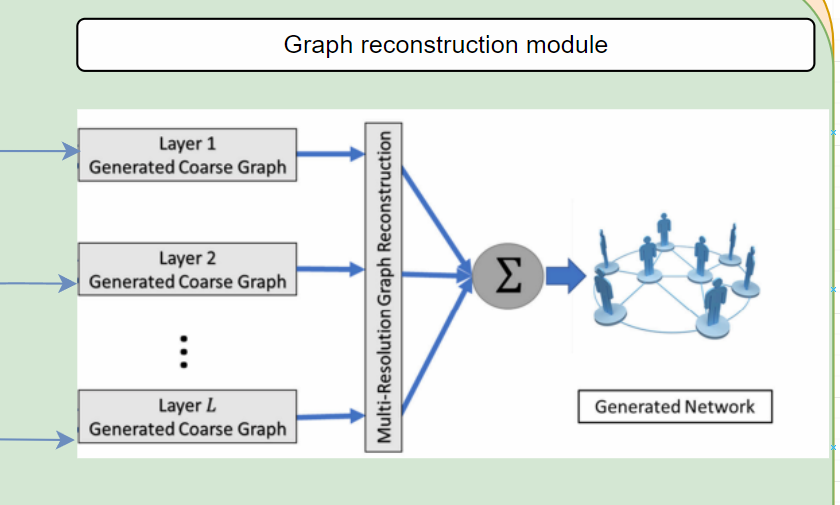 Graph reconstruction module
Layer 1
Generated Coarse Graph
Layer 2
Generated Coarse Graph
Layer L
Generated Coarse Graph
Multi-Resolution Graph Reconstruction
Σ
Generated Network